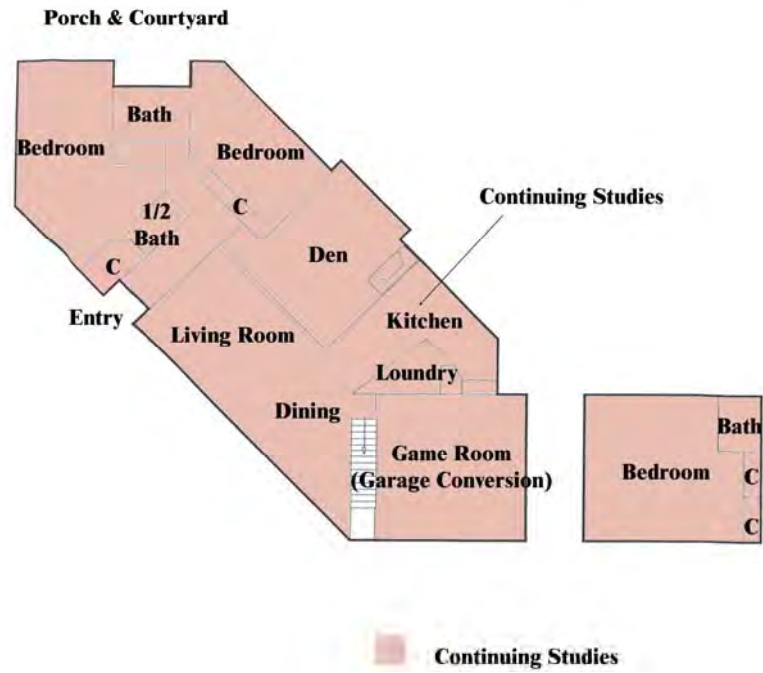 Porch & Courtyard
Bath
Bedroom
Bedroom
Continuing Studies
C
1/2
Bath
Den
C
Entry
Living Room
Kitchen
Loundry
Dining
Bath
Game Room
(Garage Conversion)
Bedroom
C
C
Continuing Studies